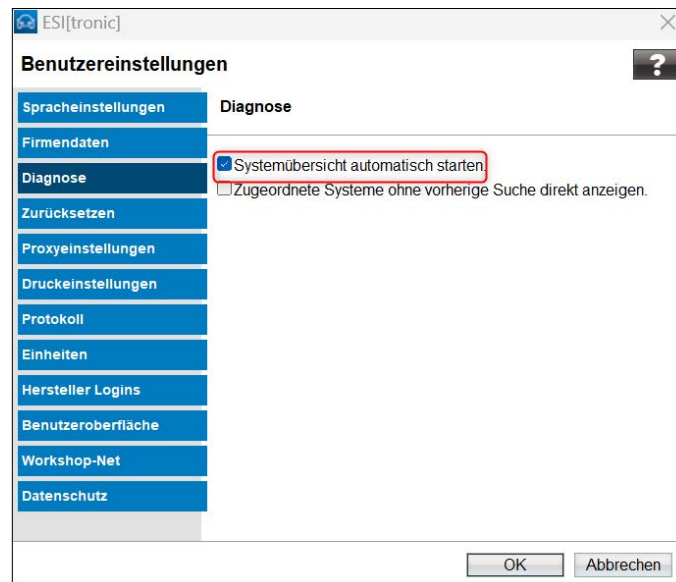 ESI[tronic]
Benutzereinstellungen
?
Spracheinstellungen
Firmendaten
Diagnose
Zurücksetzen
Proxyeinstellungen
Druckeinstellungen
Protokoll
Einheiten
Hersteller Logins
Benutzeroberfläche
Workshop-Net
Datenschutz
Diagnose
Systemübersicht automatisch starten.
Zugeordnete Systeme ohne vorherige Suche direkt anzeigen.
OK
Abbrechen